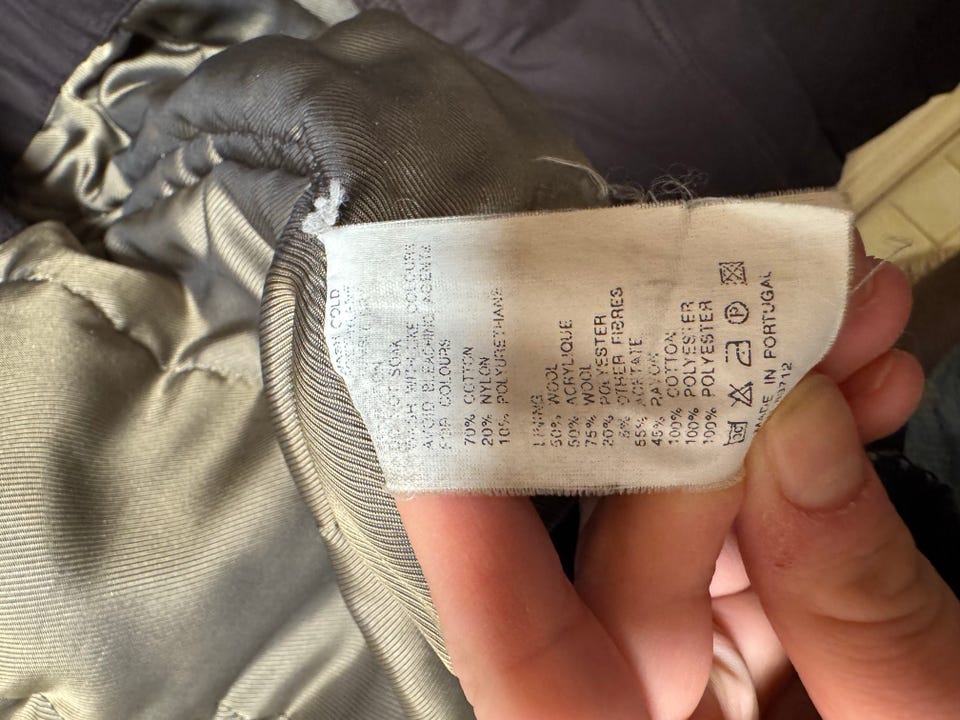 COLD
IRON
DO NOT SOAK
WASH WITH LIKE COLOURS
AVOID BLEACHING AGENTS
FOR COLOURS
70% COTTON
20% NYLON
10% POLYURETHANE
LINING
50% WOOL
50% ACRYLIQUE
75% WOOL
20% POLYESTER
5% OTHER FIBRES
55% ACETATE
45% RAYON
100% COTTON
100% POLYESTER
100% POLYESTER
P
MADE IN PORTUGAL